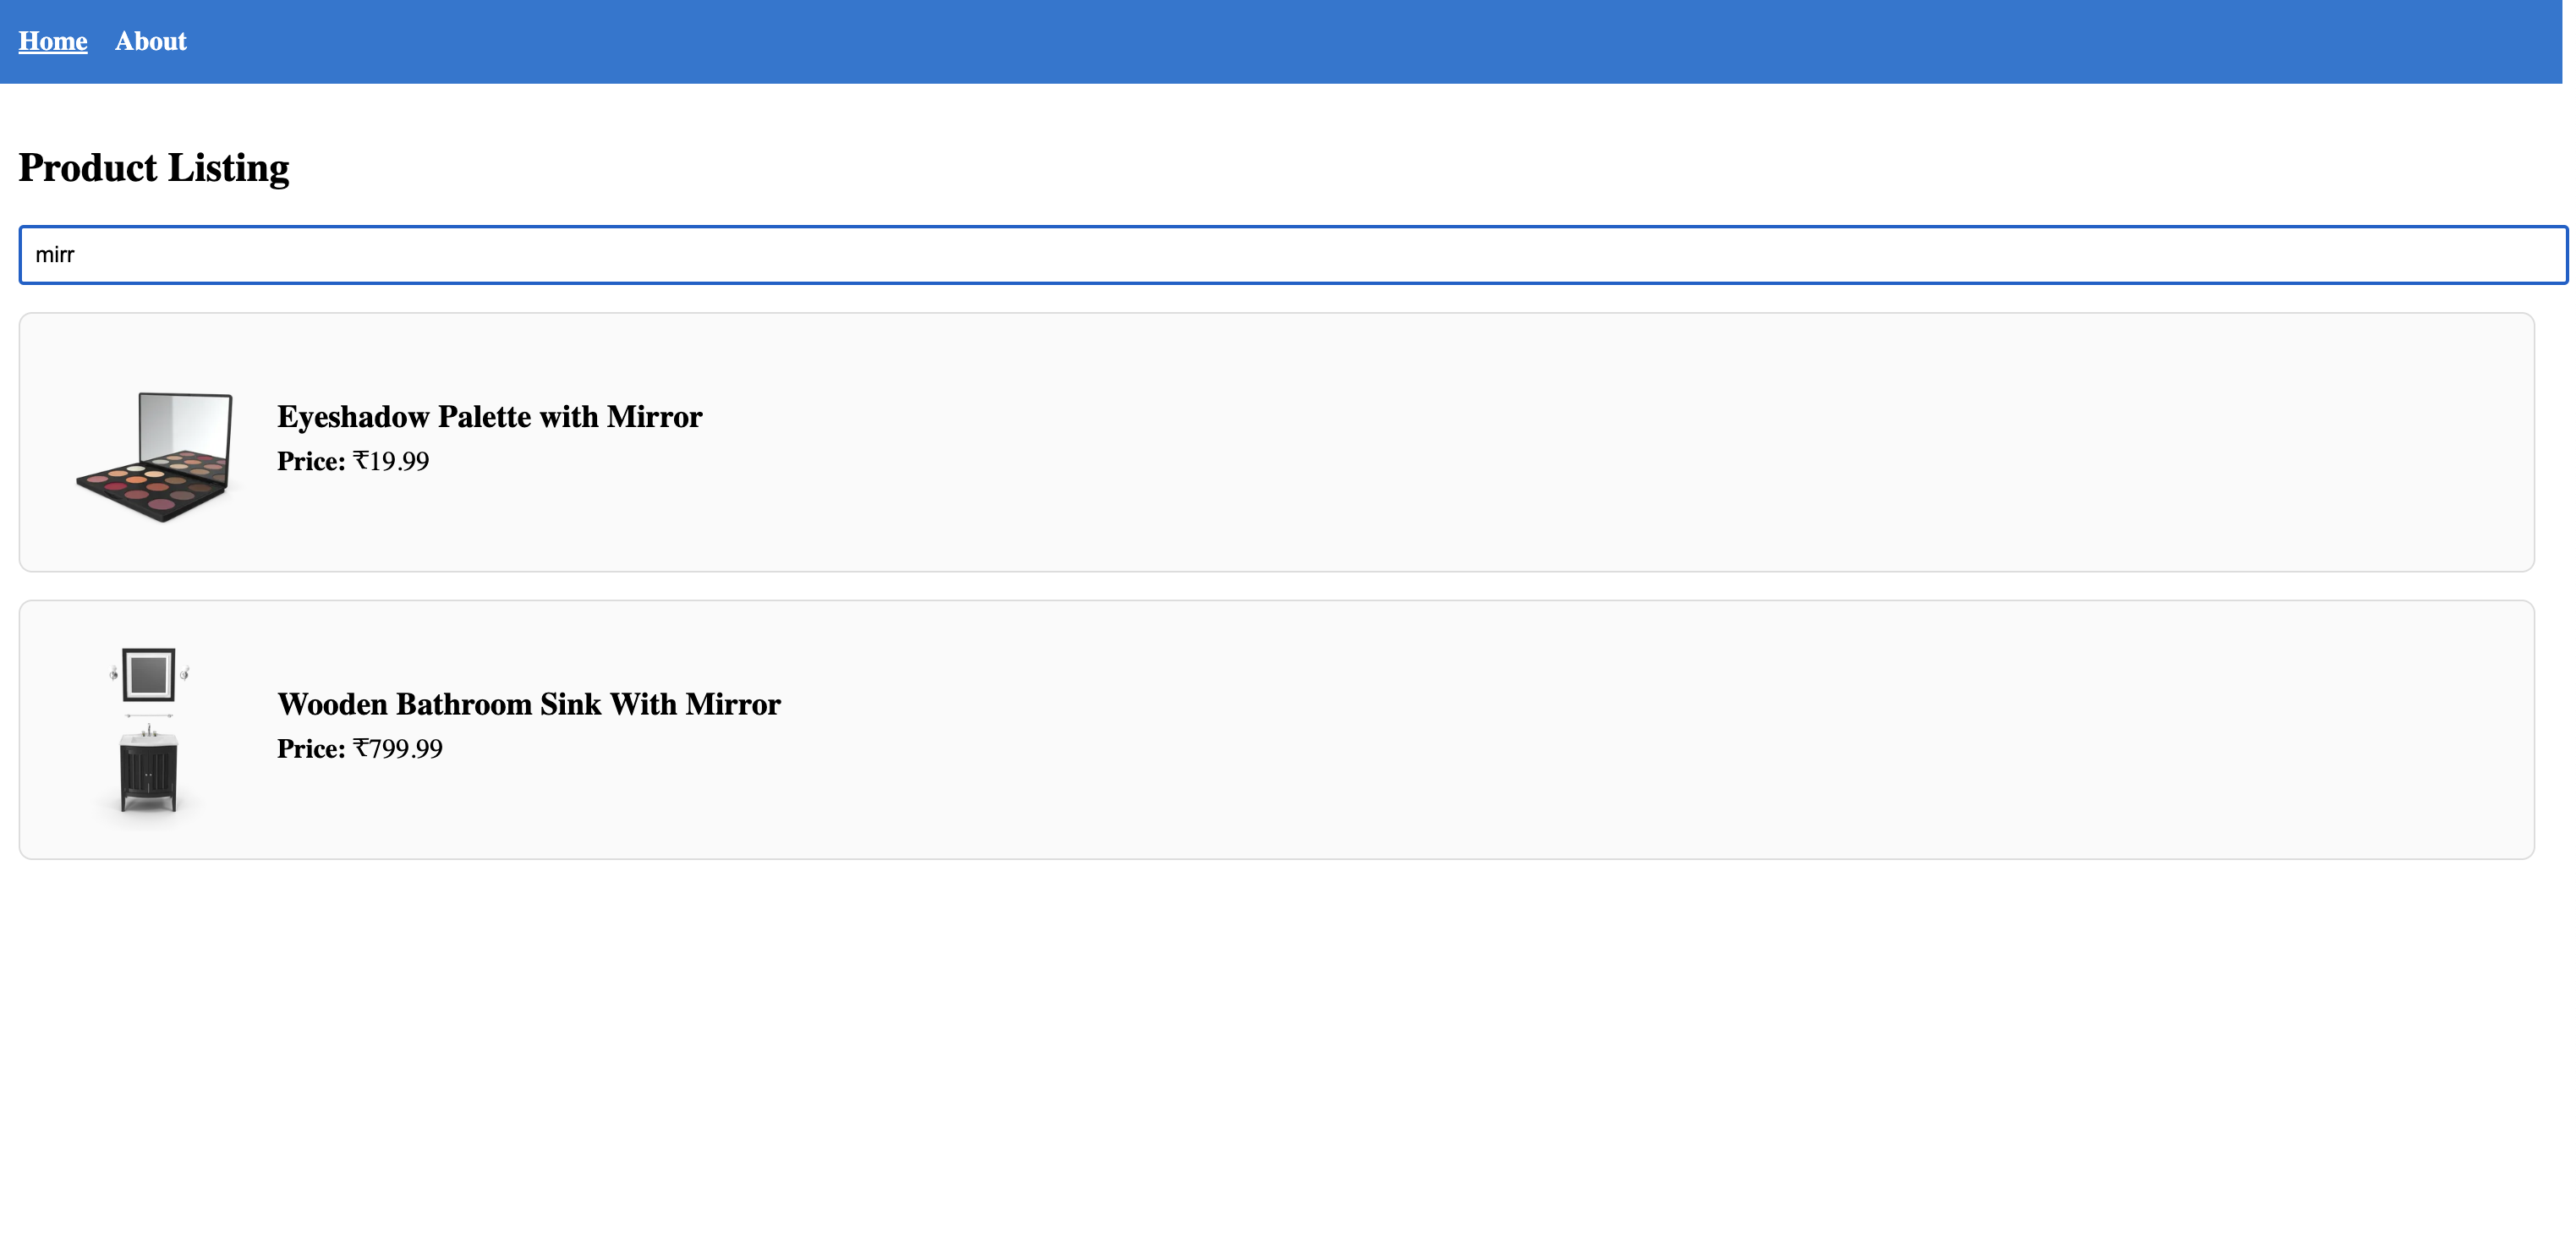 Home About
Product Listing
mirr
Eyeshadow Palette with Mirror
Price: ₹19.99
Wooden Bathroom Sink With Mirror
Price: ₹799.99